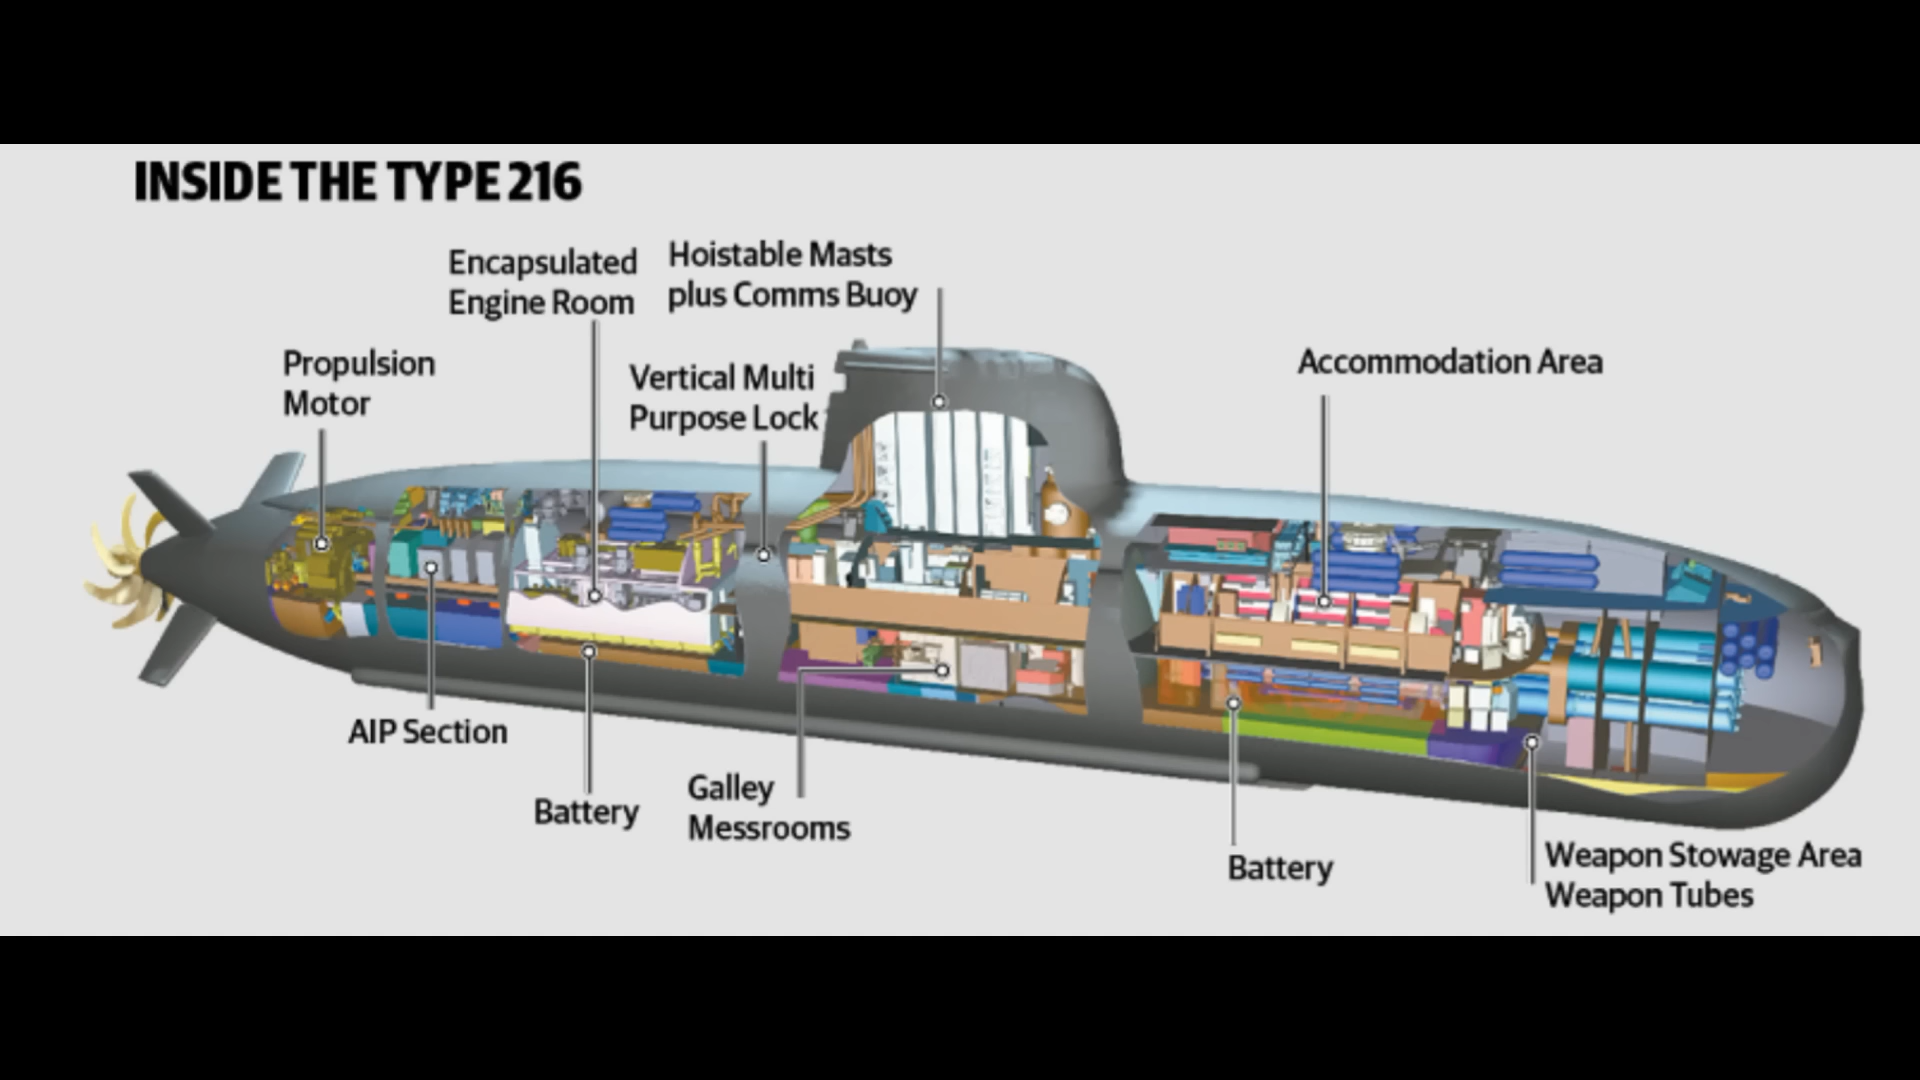 INSIDE THE TYPE 216
Encapsulated
Engine Room
Hoistable Masts
plus Comms Buoy
Propulsion
Motor
Vertical Multi
Purpose Lock
Accommodation Area
AIP Section
Battery
Galley
Messrooms
Battery
Weapon Stowage Area
Weapon Tubes